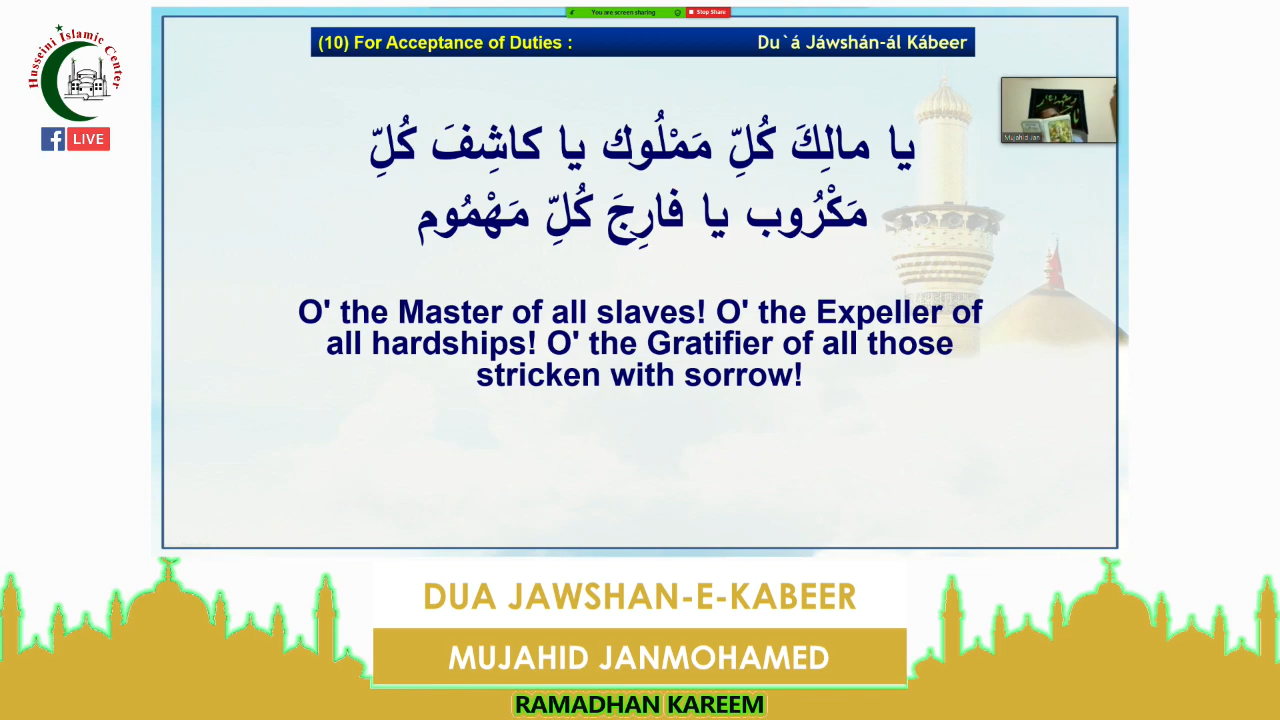 You are screen sharing
Stop Share
Husseini Islamic Center
LIVE
(10) For Acceptance of Duties : Du`á Jáwshán-ál Kábeer
Mujahid Jan
يا مالِكَ كُلِّ مَمْلُوك يا كاشِفَ كُلِّ
مَكْرُوب يا فارِجَ كُلِّ مَهْمُوم
O' the Master of all slaves! O' the Expeller of
all hardships! O' the Gratifier of all those
stricken with sorrow!
DUA JAWSHAN-E-KABEER
MUJAHID JANMOHAMED
RAMADHAN KAREEM